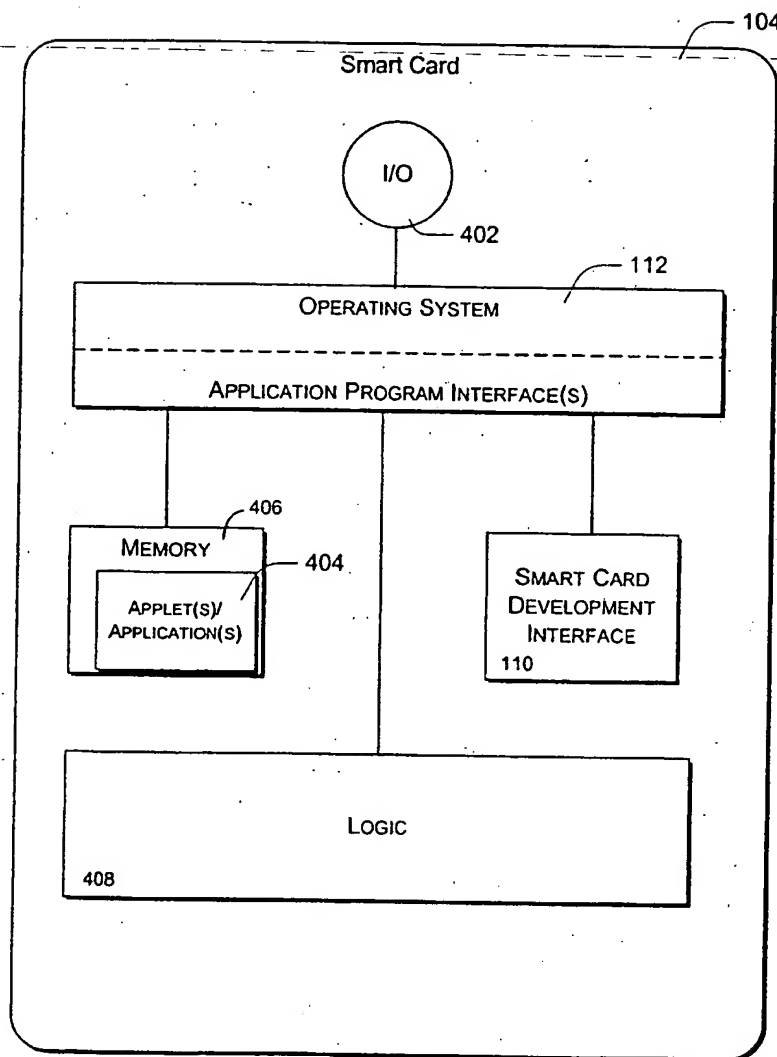 104
Smart Card
I/O
402
112
OPERATING SYSTEM
APPLICATION PROGRAM INTERFACE(S)
406
MEMORY
404
APPLET(S)/
APPLICATION(S)
SMART CARD
DEVELOPMENT
INTERFACE
110
LOGIC
408